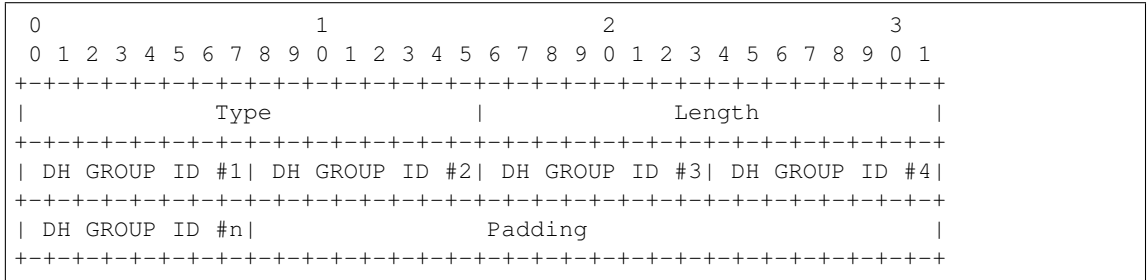 0                   1                   2                   3
 0 1 2 3 4 5 6 7 8 9 0 1 2 3 4 5 6 7 8 9 0 1 2 3 4 5 6 7 8 9 0 1
+-+-+-+-+-+-+-+-+-+-+-+-+-+-+-+-+-+-+-+-+-+-+-+-+-+-+-+-+-+-+-+-+
|             Type              |             Length            |
+-+-+-+-+-+-+-+-+-+-+-+-+-+-+-+-+-+-+-+-+-+-+-+-+-+-+-+-+-+-+-+-+
| DH GROUP ID #1| DH GROUP ID #2| DH GROUP ID #3| DH GROUP ID #4|
+-+-+-+-+-+-+-+-+-+-+-+-+-+-+-+-+-+-+-+-+-+-+-+-+-+-+-+-+-+-+-+-+
| DH GROUP ID #n|                Padding                        |
+-+-+-+-+-+-+-+-+-+-+-+-+-+-+-+-+-+-+-+-+-+-+-+-+-+-+-+-+-+-+-+-+